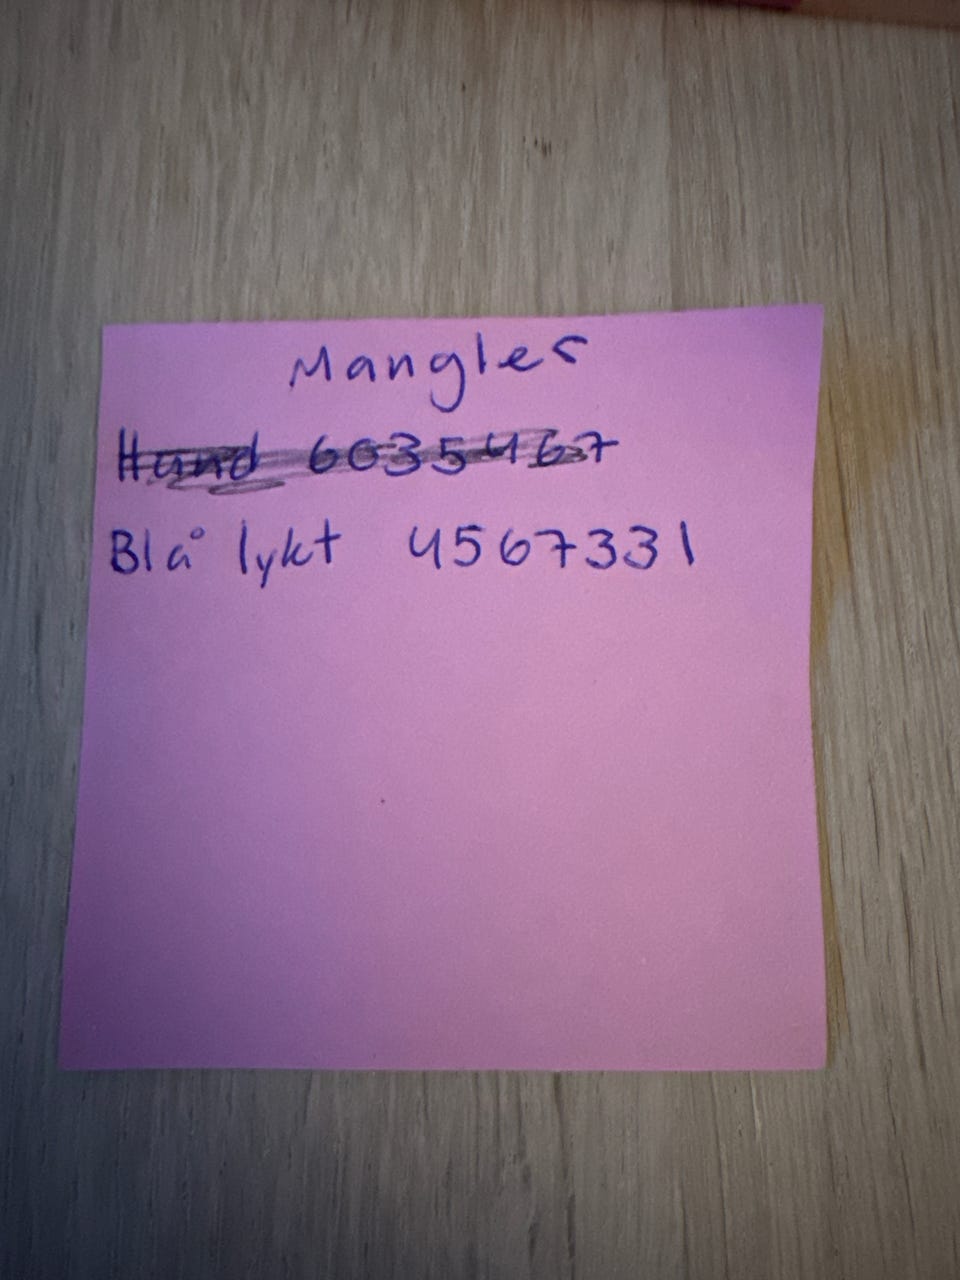 Mangler
Hund 6035467
Blå lykt 4567331